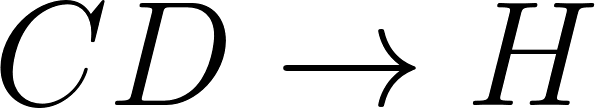 CD → H